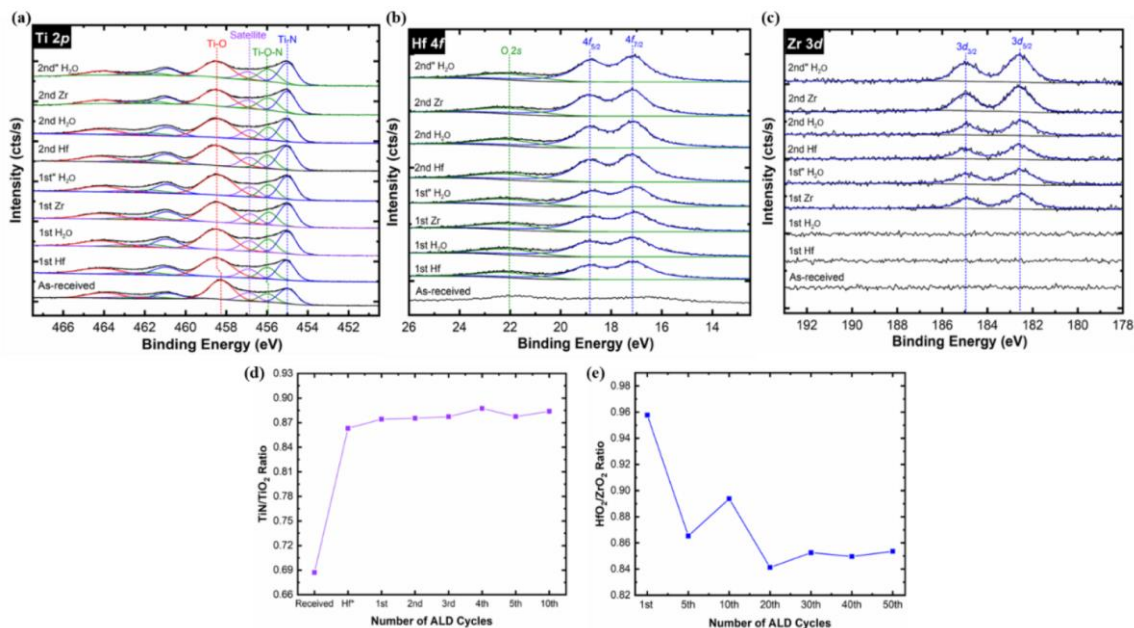 (a)
Ti 2p
Satellite
Ti-O
Ti-O-N
Ti-N
2nd" H₂O
2nd Zr
2nd H₂O
2nd Hf
1st" H₂O
1st Zr
1st H₂O
1st Hf
As-received
Intensity (cts/s)
466 464 462 460 458 456 454 452
Binding Energy (eV)
(b)
Hf 4f
O 2s
4f₅/₂
4f₇/₂
2nd" H₂O
2nd Zr
2nd H₂O
2nd Hf
1st" H₂O
1st Zr
1st H₂O
1st Hf
As-received
Intensity (cts/s)
26 24 22 20 18 16 14
Binding Energy (eV)
(c)
Zr 3d
3d₃/₂
3d₅/₂
2nd" H₂O
2nd Zr
2nd H₂O
2nd Hf
1st" H₂O
1st Zr
1st H₂O
1st Hf
As-received
Intensity (cts/s)
192 190 188 186 184 182 180 178
Binding Energy (eV)
(d)
0.93
0.90
0.87
0.84
0.81
0.78
0.75
0.72
0.69
0.66
TiN/TiO₂ Ratio
Received Hf* 1st 2nd 3rd 4th 5th 10th
Number of ALD Cycles
(e)
0.98
0.96
0.94
0.92
0.90
0.88
0.86
0.84
0.82
HfO₂/ZrO₂ Ratio
1st 5th 10th 20th 30th 40th 50th
Number of ALD Cycles